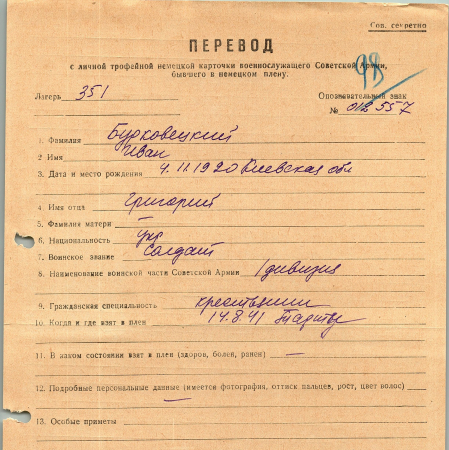 Сов. секретно
ПЕРЕВОД
с личной трофейной немецкой карточки военнослужащего Советской Армии,
бывшего в немецком плену.
98
Лагерь 351
Опознавательный знак
№ 012557
1. Фамилия Бурковецкий
2 Имя Иван
3. Дата и место рождения 4.11.1920 Киевская обл
4. Имя отца Григорий
5. Фамилия матери —
6. Национальность укр
7. Воинское звание солдат
8. Наименование воинской части Советской Армии 1 дивизия
9. Гражданская специальность крестьянин
10. Когда и где взят в плен 14.8.41
11. В каком состоянии взят в плен (здоров, болен, ранен) —
12. Подробные персональные данные (имеется фотография, оттиск пальцев, рост, цвет волос)
—
13. Особые приметы